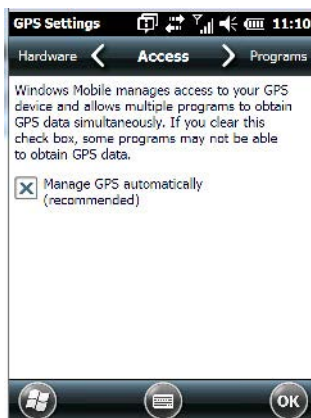 GPS Settings 11:10
Hardware Access Programs
Windows Mobile manages access to your GPS
device and allows multiple programs to obtain
GPS data simultaneously. If you clear this
check box, some programs may not be able
to obtain GPS data.
Manage GPS automatically
(recommended)
OK